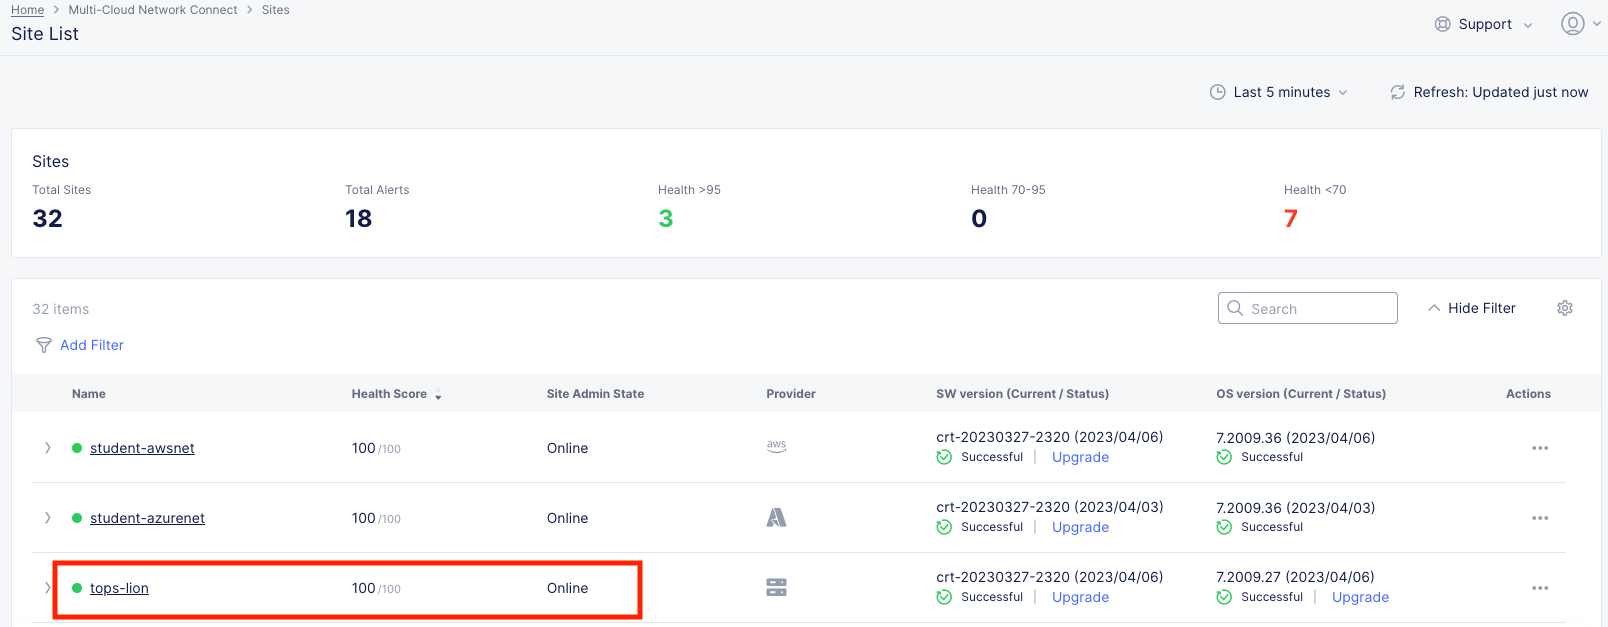 Home > Multi-Cloud Network Connect > Sites
Site List
Support
Last 5 minutes
Refresh: Updated just now
Sites
Total Sites
32
Total Alerts
18
Health >95
3
Health 70-95
0
Health <70
7
32 items
Search
Hide Filter
Add Filter
Name Health Score Site Admin State Provider SW version (Current / Status) OS version (Current / Status) Actions
student-awsnet 100 /100 Online aws crt-20230327-2320 (2023/04/06) 7.2009.36 (2023/04/06)
Successful | Upgrade Successful
student-azurenet 100 /100 Online crt-20230327-2320 (2023/04/03) 7.2009.36 (2023/04/03)
Successful | Upgrade Successful
tops-lion 100 /100 Online crt-20230327-2320 (2023/04/06) 7.2009.27 (2023/04/06)
Successful | Upgrade Successful | Upgrade